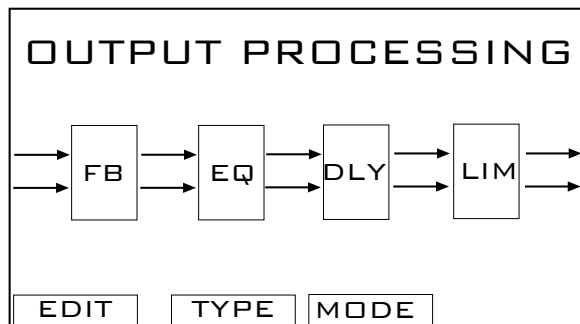 OUTPUT PROCESSING
FB EQ DLY LIM
EDIT TYPE MODE